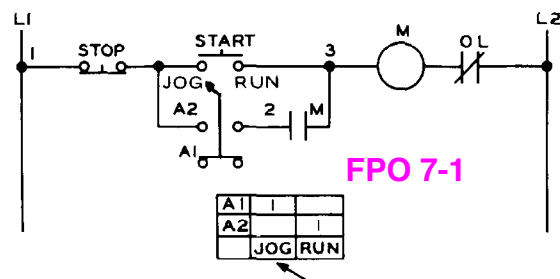 L1
L2
1
STOP
START
3
M
OL
JOG
RUN
A2
2
M
A1
FPO 7-1
A1 1
A2 1
JOG RUN